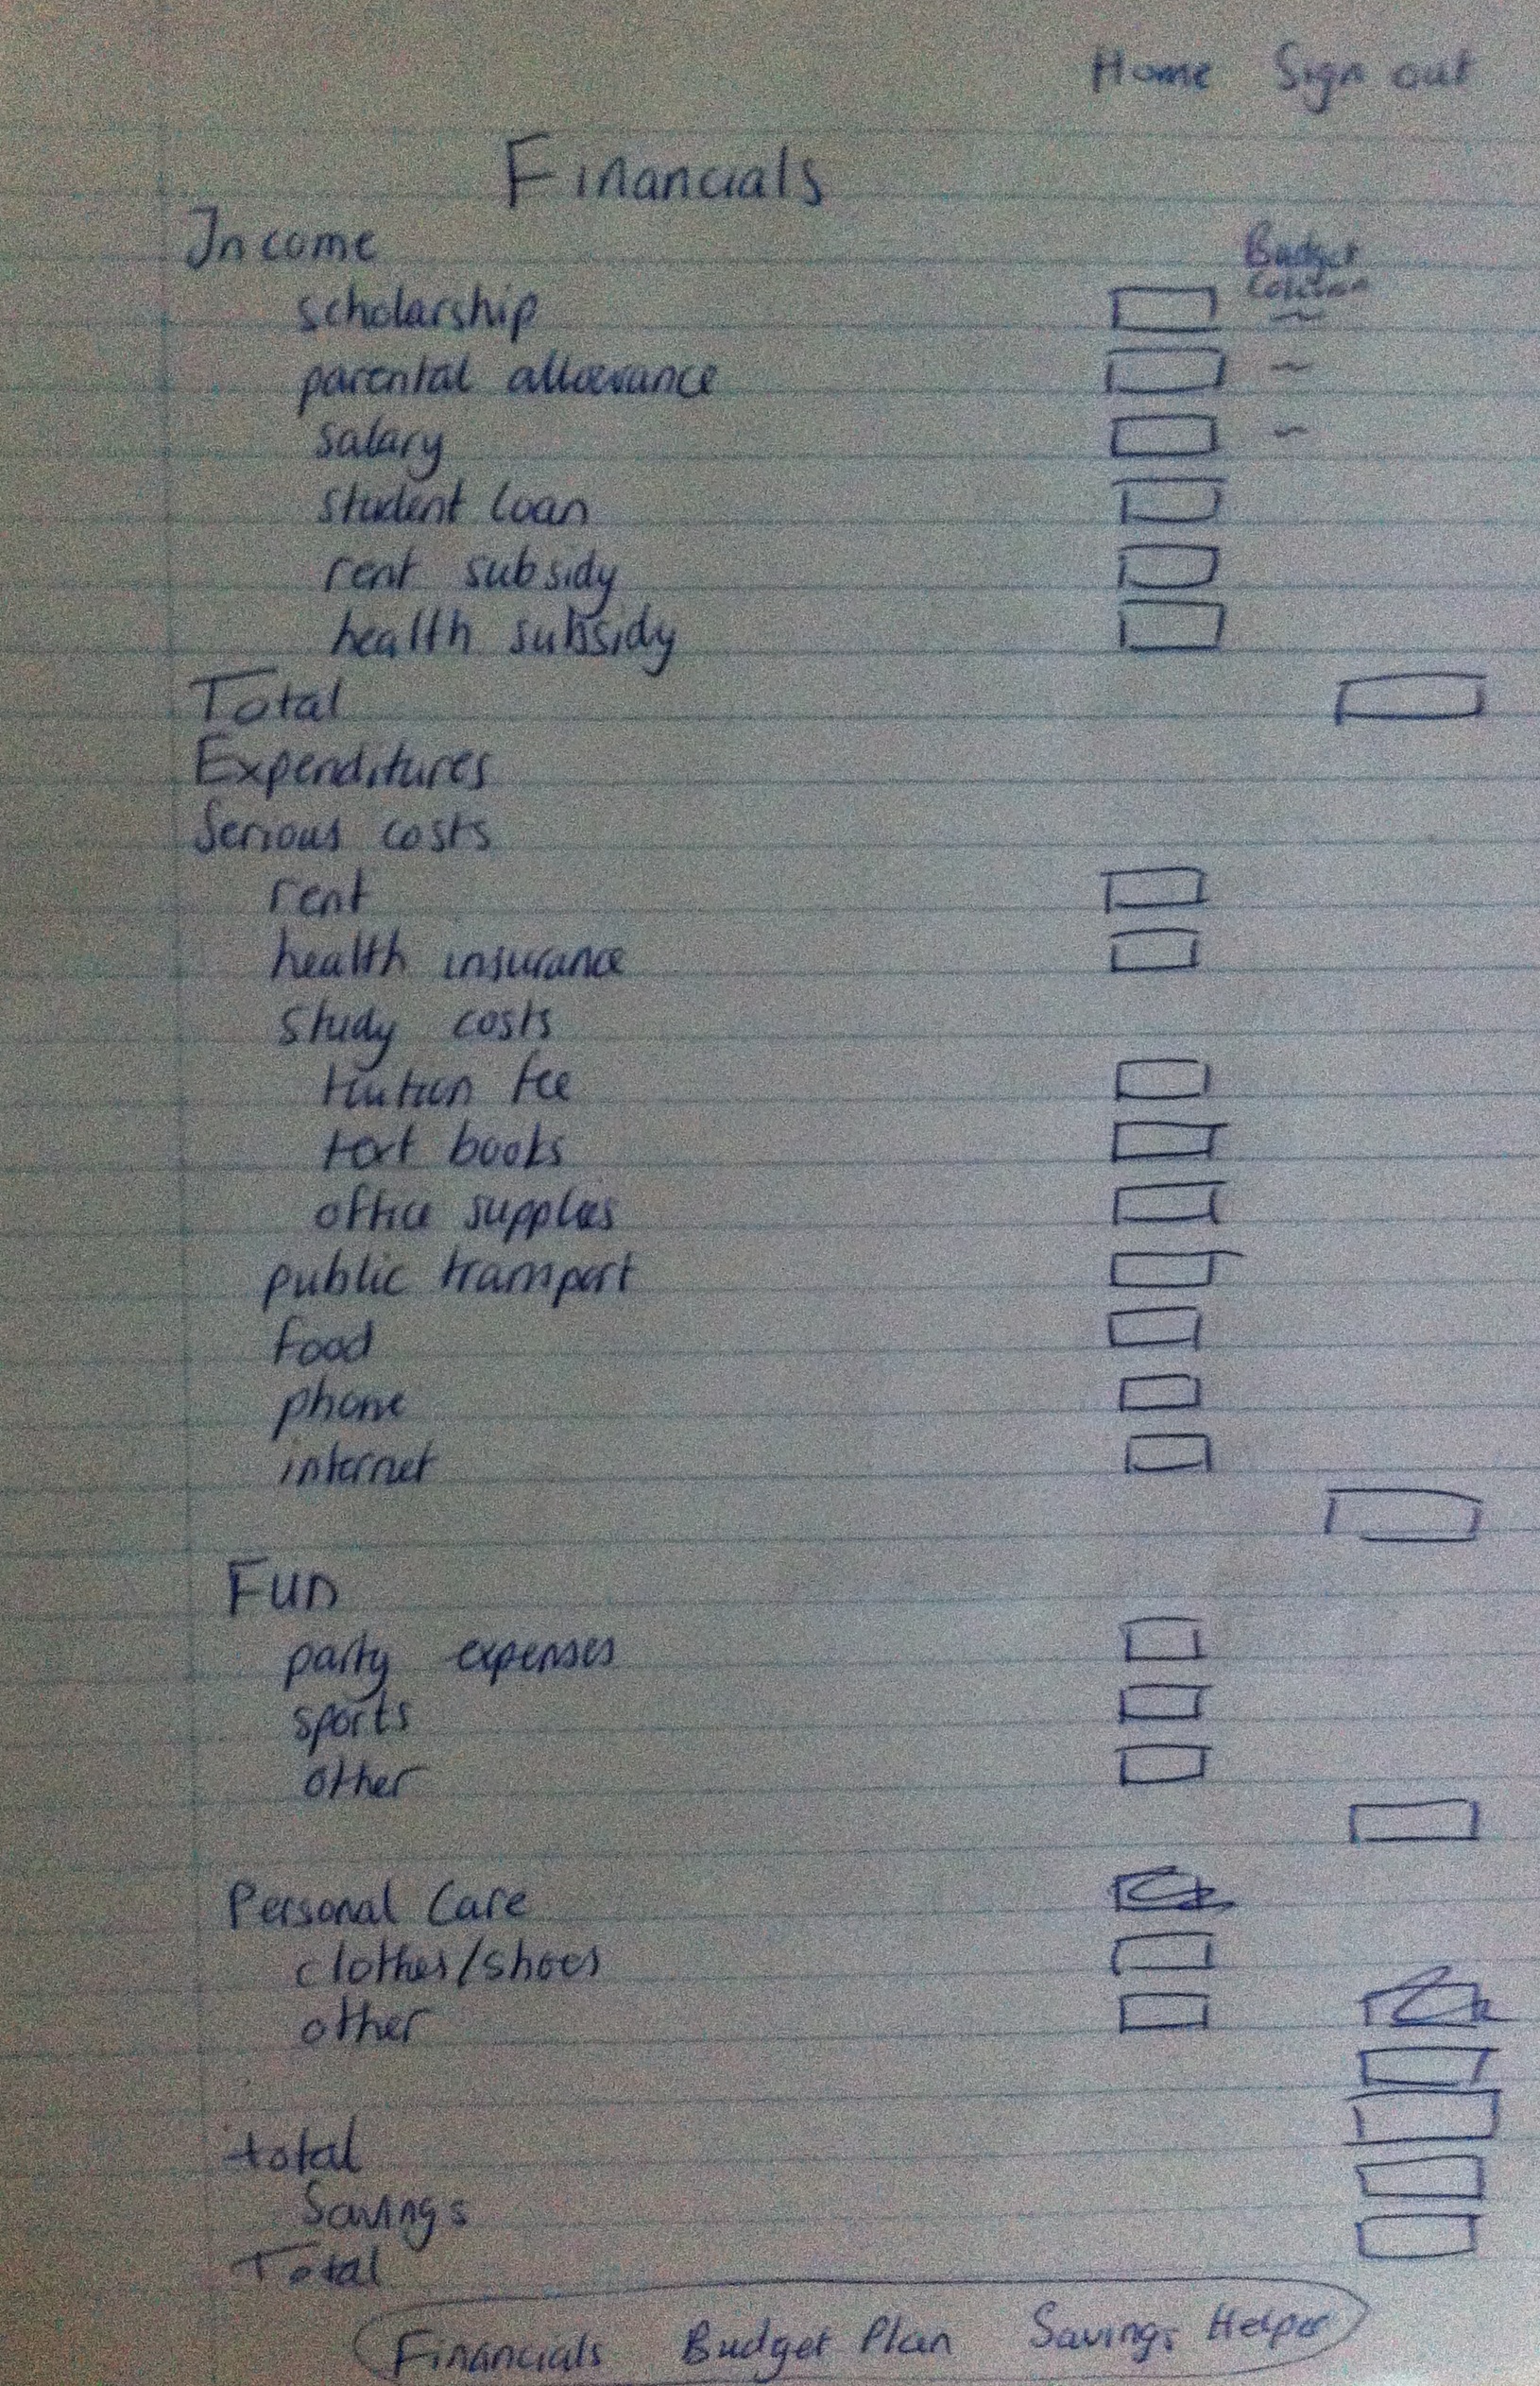 Home Sign out
Financials
Income
Budget
Column
scholarship
parental allowance
salary
student loan
rent subsidy
health subsidy
Total
Expenditures
Serious costs
rent
health insurance
study costs
tuition fee
text books
office supplies
public transport
food
phone
internet
Fun
party expenses
sports
other
Personal Care
clothes/shoes
other
total
Savings
Total
Financials Budget Plan Savings Helper